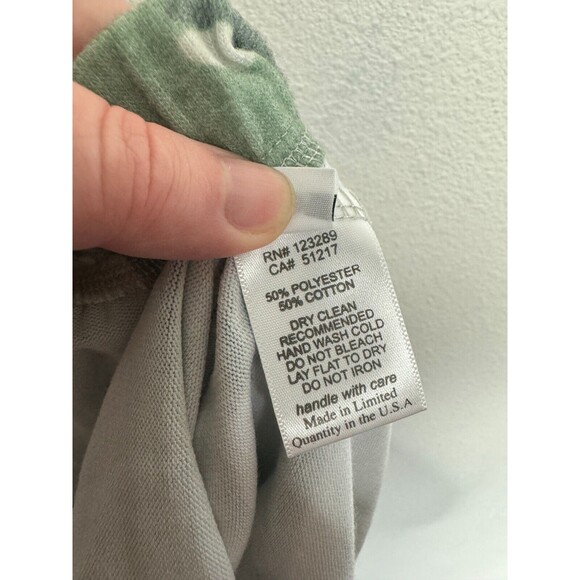 RN# 123289
CA# 51217
50% POLYESTER
50% COTTON
DRY CLEAN
RECOMMENDED
HAND WASH COLD
DO NOT BLEACH
LAY FLAT TO DRY
DO NOT IRON
handle with care
Made in Limited
Quantity in the U.S.A